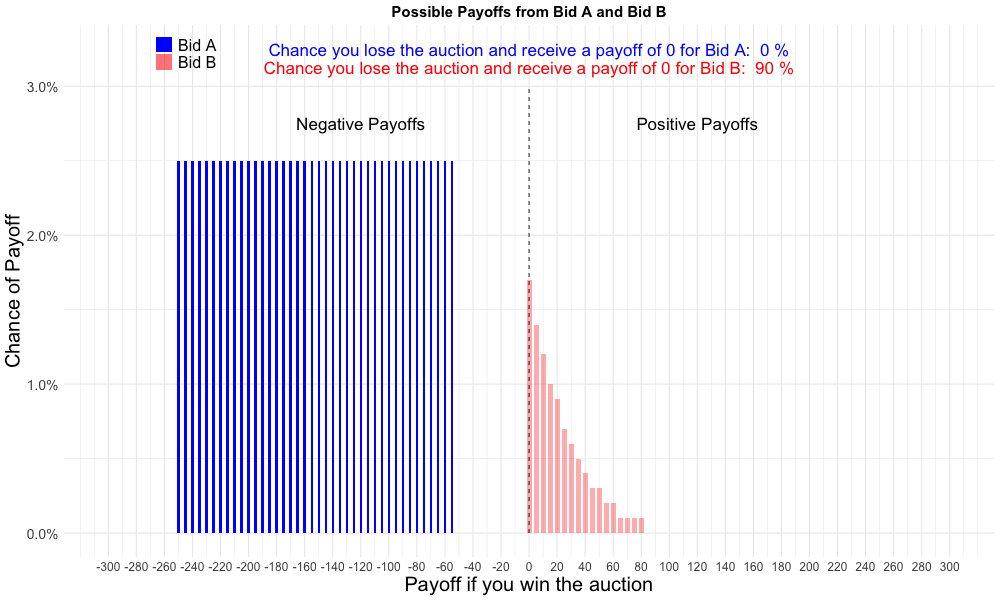 Possible Payoffs from Bid A and Bid B
Bid A
Bid B
Chance you lose the auction and receive a payoff of 0 for Bid A:  0 %
Chance you lose the auction and receive a payoff of 0 for Bid B:  90 %
Negative Payoffs
Positive Payoffs
Chance of Payoff
3.0%
2.0%
1.0%
0.0%
-300 -280 -260 -240 -220 -200 -180 -160 -140 -120 -100 -80 -60 -40 -20 0 20 40 60 80 100 120 140 160 180 200 220 240 260 280 300
Payoff if you win the auction